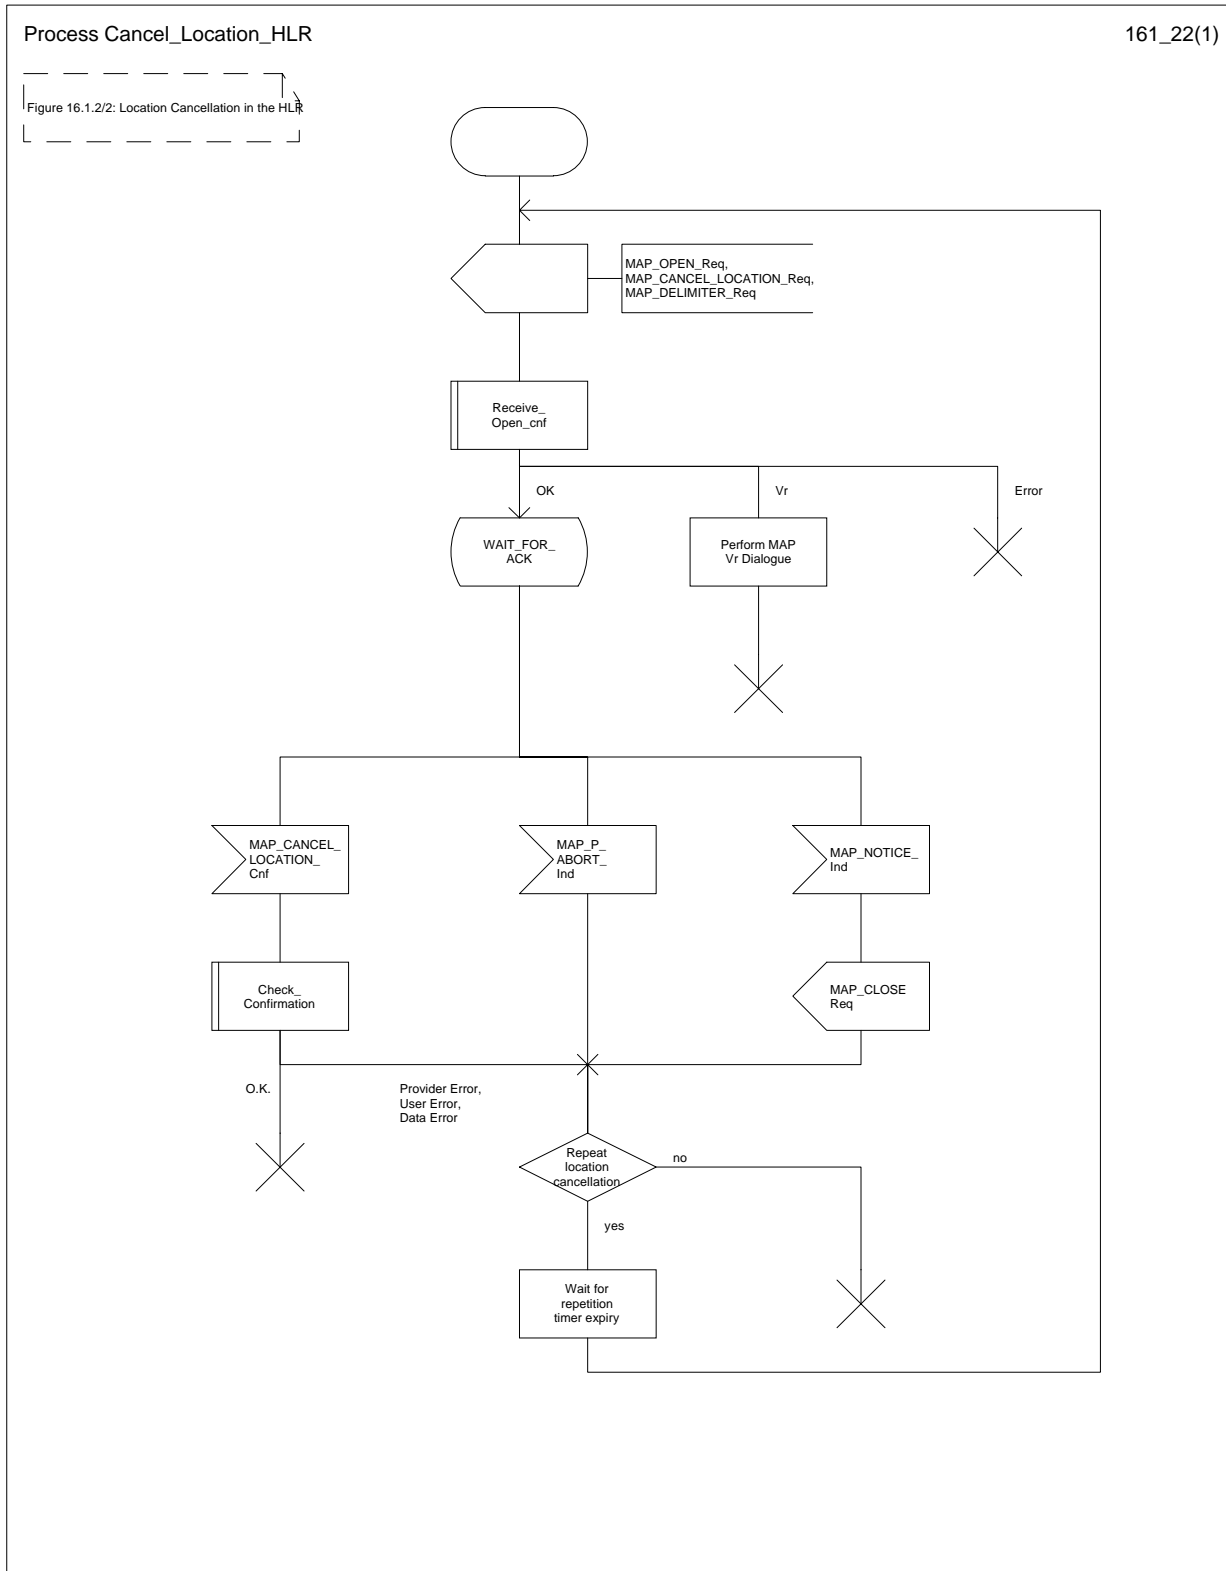 Process Cancel_Location_HLR
161_22(1)
Figure 16.1.2/2: Location Cancellation in the HLR
MAP_OPEN_Req,
MAP_CANCEL_LOCATION_Req,
MAP_DELIMITER_Req
Receive_
Open_cnf
OK
Vr
Error
WAIT_FOR_
ACK
Perform MAP
Vr Dialogue
MAP_CANCEL_
LOCATION_
Cnf
MAP_P_
ABORT_
Ind
MAP_NOTICE_
Ind
Check_
Confirmation
MAP_CLOSE
Req
O.K.
Provider Error,
User Error,
Data Error
Repeat
location
cancellation
no
yes
Wait for
repetition
timer expiry